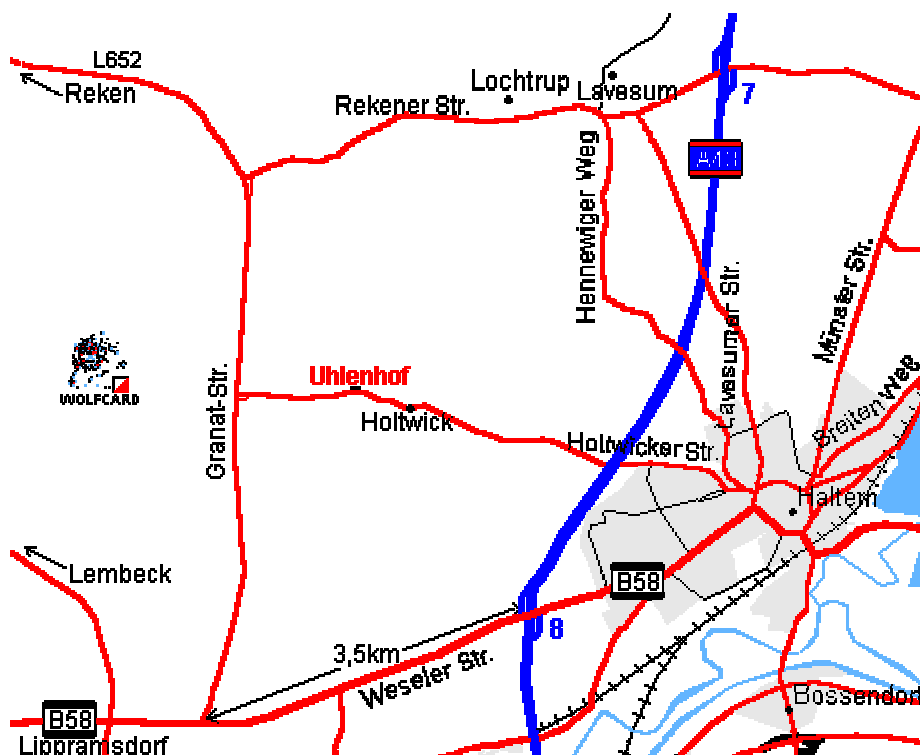 L652
Reken
Lochtrup
Lavesum
Rekener Str.
7
Hennewiger Weg
Lavesumer Str.
Münster Str.
WOLFCARD
Uhlenhof
Holtwick
Granat-Str.
Holtwicker Str.
Breiten Weg
Haltern
Lembeck
B58
8
3,5km
Weseler Str.
B58
Lippramsdorf
Bossendorf